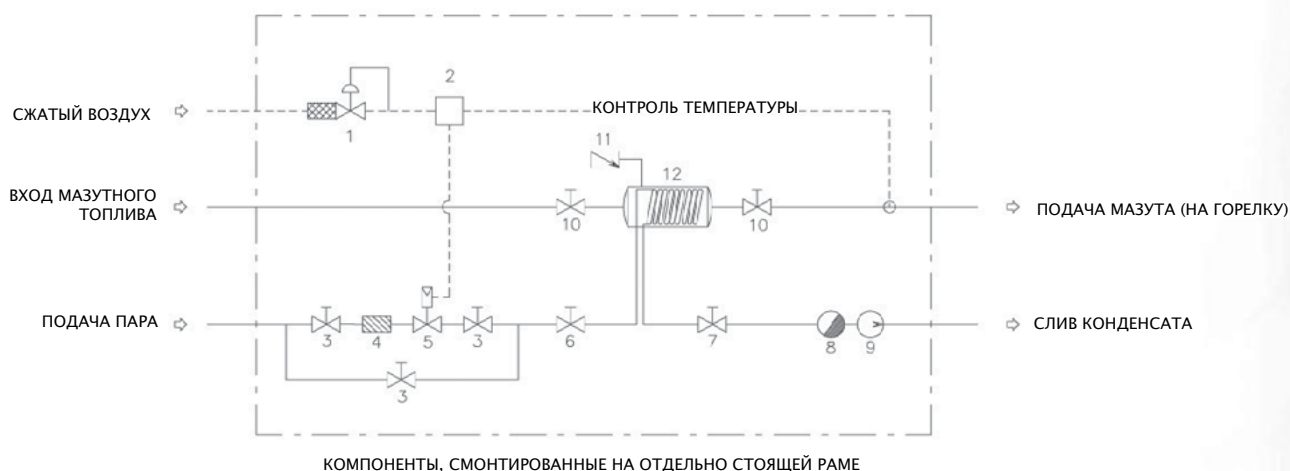 2
СЖАТЫЙ ВОЗДУХ
КОНТРОЛЬ ТЕМПЕРАТУРЫ
1
11
12
ВХОД МАЗУТНОГО
ТОПЛИВА
10
10
ПОДАЧА МАЗУТА (НА ГОРЕЛКУ)
ПОДАЧА ПАРА
3
4
5
3
6
7
8
9
СЛИВ КОНДЕНСАТА
3
КОМПОНЕНТЫ, СМОНТИРОВАННЫЕ НА ОТДЕЛЬНО СТОЯЩЕЙ РАМЕ